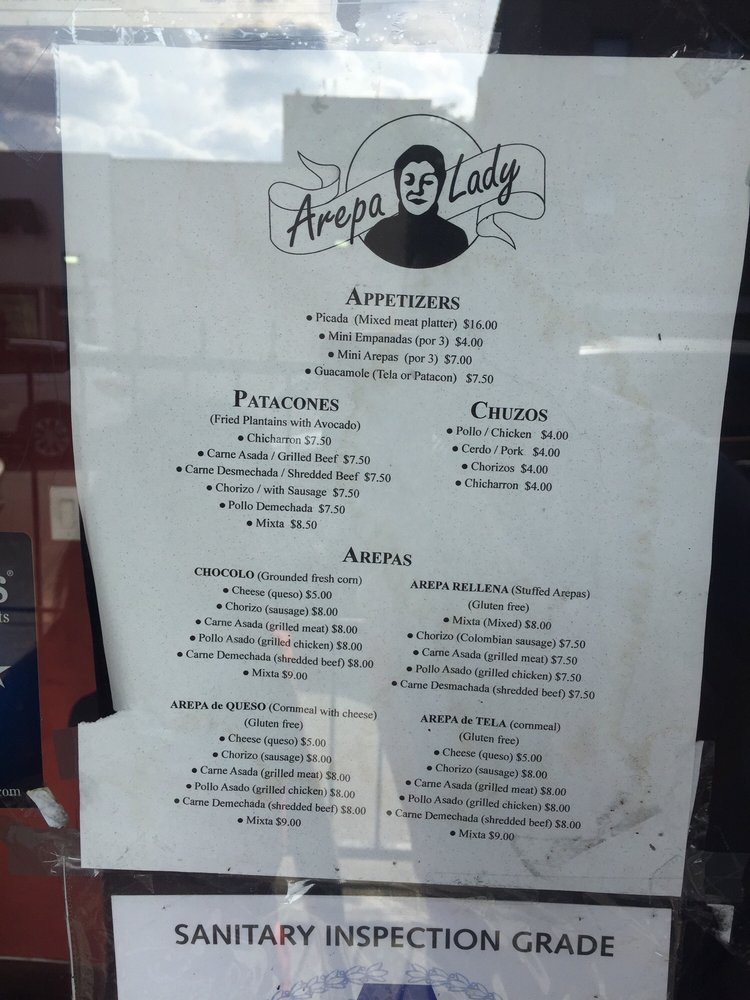 Arepa Lady
APPETIZERS
• Picada (Mixed meat platter) $16.00
• Mini Empanadas (por 3) $4.00
• Mini Arepas (por 3) $7.00
• Guacamole (Tela or Patacon) $7.50
PATACONES
(Fried Plantains with Avocado)
• Chicharron $7.50
• Carne Asada / Grilled Beef $7.50
• Carne Desmechada / Shredded Beef $7.50
• Chorizo / with Sausage $7.50
• Pollo Demechada $7.50
• Mixta $8.50
CHUZOS
• Pollo / Chicken $4.00
• Cerdo / Pork $4.00
• Chorizos $4.00
• Chicharron $4.00
AREPAS
CHOCOLO (Grounded fresh corn)
• Cheese (queso) $5.00
• Chorizo (sausage) $8.00
• Carne Asada (grilled meat) $8.00
• Pollo Asado (grilled chicken) $8.00
• Carne Demechada (shredded beef) $8.00
• Mixta $9.00
AREPA RELLENA (Stuffed Arepas)
(Gluten free)
• Mixta (Mixed) $8.00
• Chorizo (Colombian sausage) $7.50
• Carne Asada (grilled meat) $7.50
• Pollo Asado (grilled chicken) $7.50
• Carne Desmachada (shredded beef) $7.50
AREPA de QUESO (Cornmeal with cheese)
(Gluten free)
• Cheese (queso) $5.00
• Chorizo (sausage) $8.00
• Carne Asada (grilled meat) $8.00
• Pollo Asado (grilled chicken) $8.00
• Carne Demechada (shredded beef) $8.00
• Mixta $9.00
AREPA de TELA (cornmeal)
(Gluten free)
• Cheese (queso) $5.00
• Chorizo (sausage) $8.00
• Carne Asada (grilled meat) $8.00
• Pollo Asado (grilled chicken) $8.00
• Carne Demechada (shredded beef) $8.00
• Mixta $9.00
SANITARY INSPECTION GRADE